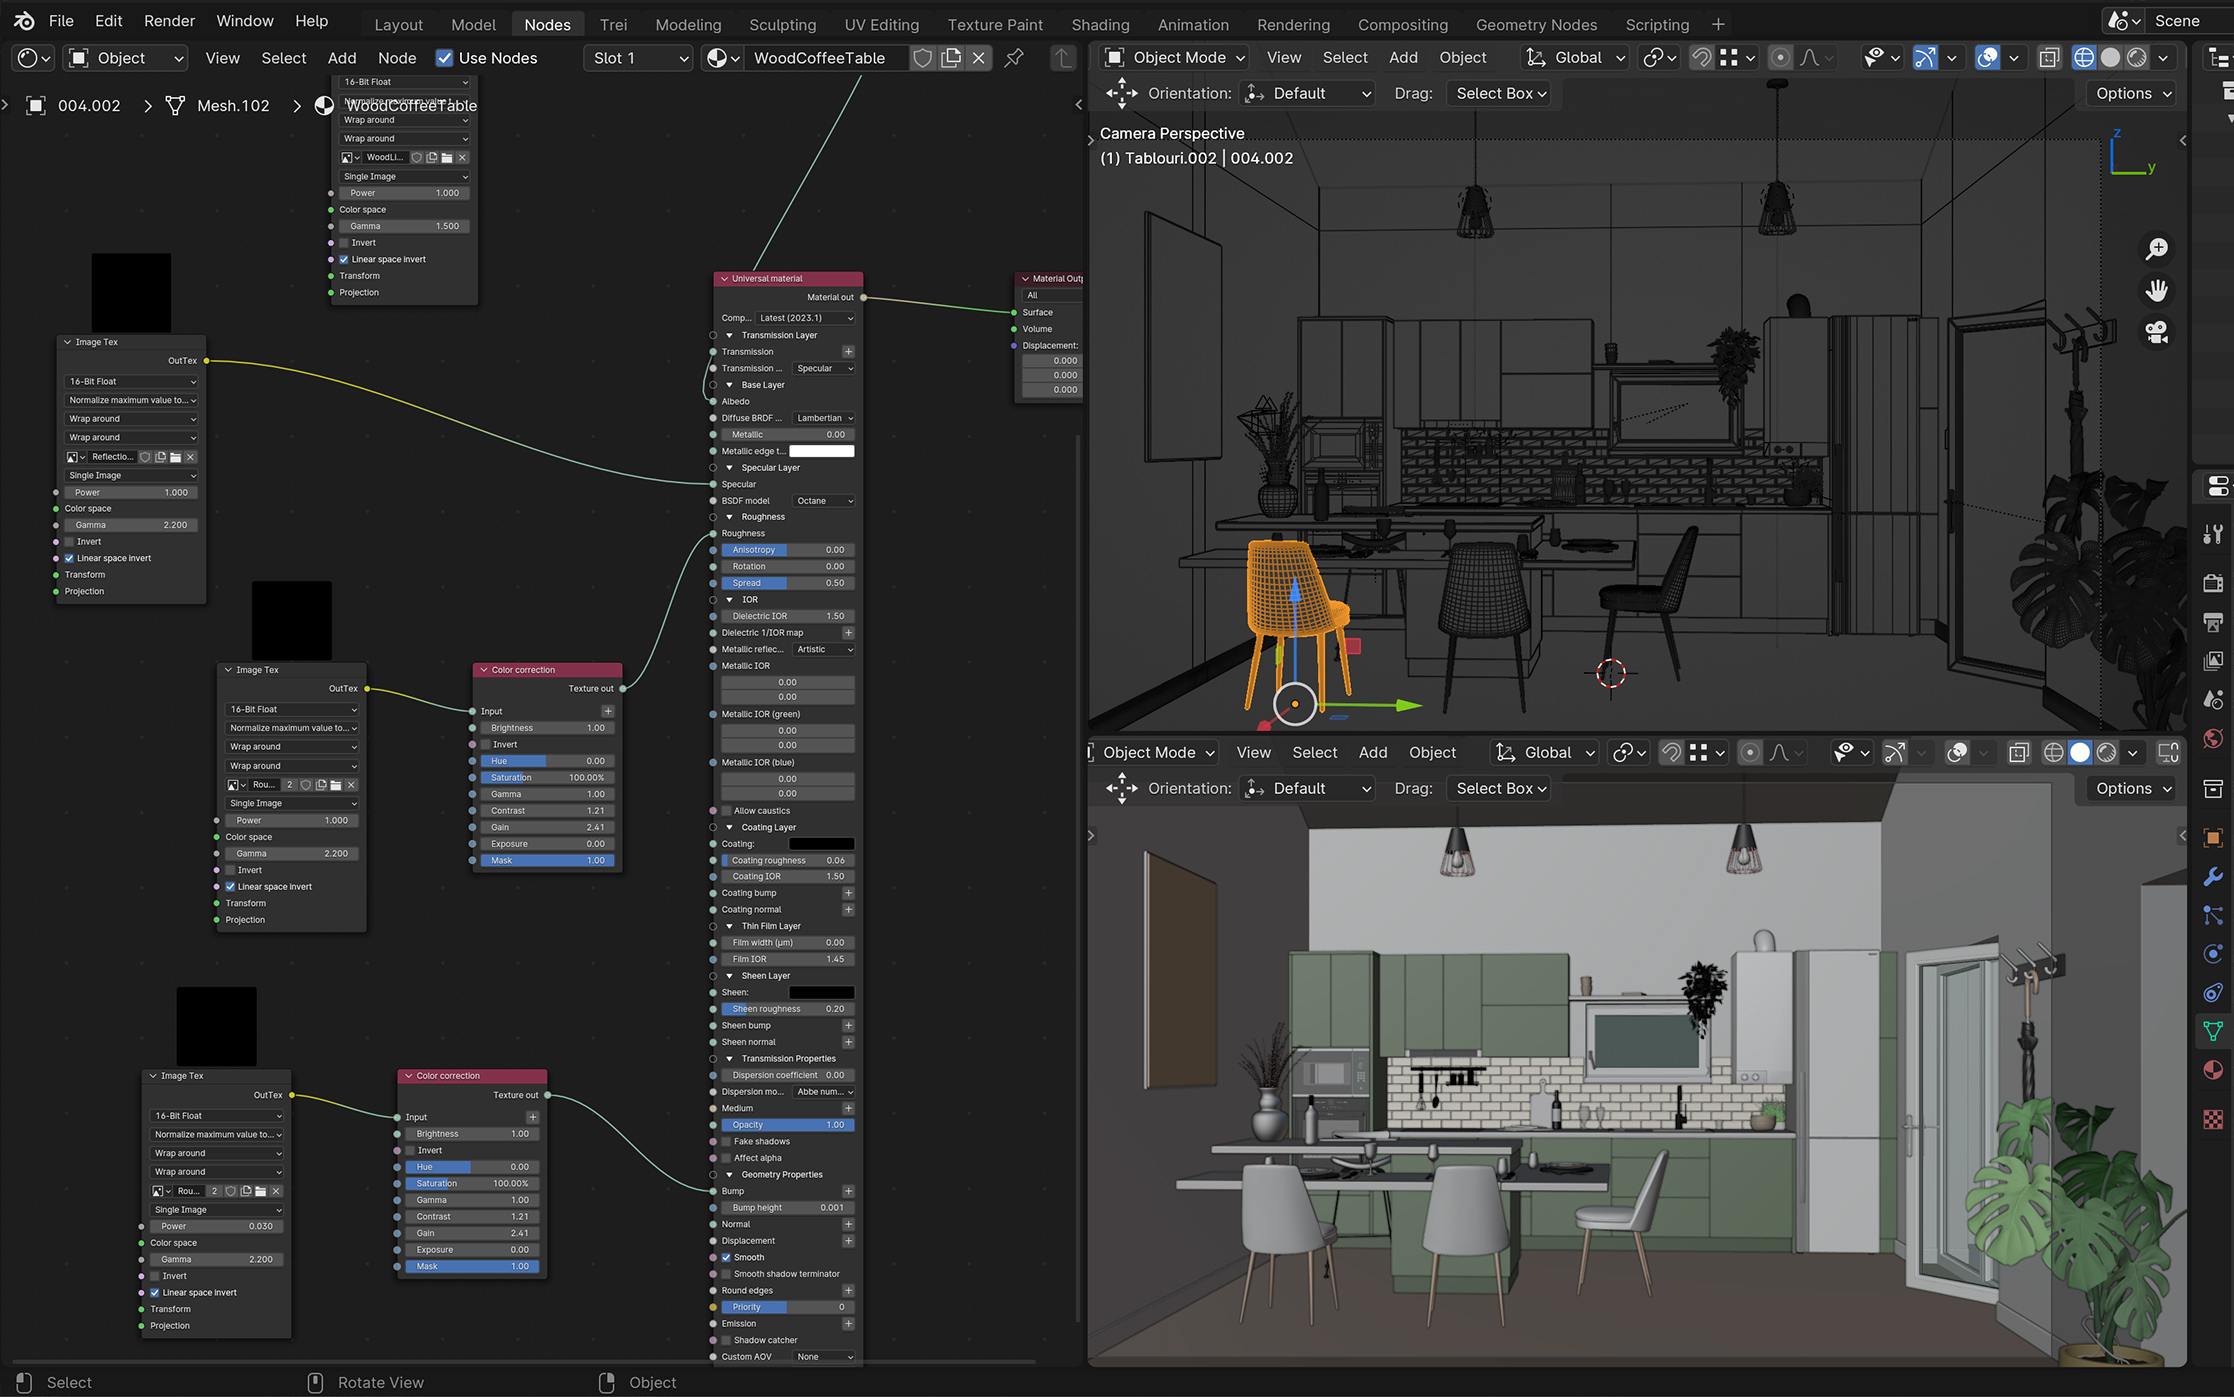 File Edit Render Window Help Layout Model Nodes Trei Modeling Sculpting UV Editing Texture Paint Shading Animation Rendering Compositing Geometry Nodes Scripting + Scene
Object View Select Add Node Use Nodes Slot 1 WoodCoffeeTable
004.002 > Mesh.102 > WoodCoffeeTable
16-Bit Float
Normalize maximum value t...
Wrap around
Wrap around
WoodLi...
Single Image
Power 1.000
Color space
Gamma 1.500
Invert
Linear space invert
Transform
Projection
Image Tex
OutTex
16-Bit Float
Normalize maximum value to...
Wrap around
Wrap around
Reflectio...
Single Image
Power 1.000
Color space
Gamma 2.200
Invert
Linear space invert
Transform
Projection
Image Tex
OutTex
16-Bit Float
Normalize maximum value to...
Wrap around
Wrap around
Rou... 2
Single Image
Power 1.000
Color space
Gamma 2.200
Invert
Linear space invert
Transform
Projection
Color correction
Texture out
Input
Brightness 1.00
Invert
Hue 0.00
Saturation 100.00%
Gamma 1.00
Contrast 1.21
Gain 2.41
Exposure 0.00
Mask 1.00
Image Tex
OutTex
16-Bit Float
Normalize maximum value to...
Wrap around
Wrap around
Rou... 2
Single Image
Power 0.030
Color space
Gamma 2.200
Invert
Linear space invert
Transform
Projection
Color correction
Texture out
Input
Brightness 1.00
Invert
Hue 0.00
Saturation 100.00%
Gamma 1.00
Contrast 1.21
Gain 2.41
Exposure 0.00
Mask 1.00
Universal material
Material out
Comp... Latest (2023.1)
Transmission Layer
Transmission
Transmission ... Specular
Base Layer
Albedo
Diffuse BRDF ... Lambertian
Metallic 0.00
Metallic edge t...
Specular Layer
Specular
BSDF model Octane
Roughness
Roughness
Anisotropy 0.00
Rotation 0.00
Spread 0.50
IOR
Dielectric IOR 1.50
Dielectric 1/IOR map
Metallic reflec... Artistic
Metallic IOR
0.00
0.00
Metallic IOR (green)
0.00
0.00
Metallic IOR (blue)
0.00
0.00
Allow caustics
Coating Layer
Coating:
Coating roughness 0.06
Coating IOR 1.50
Coating bump
Coating normal
Thin Film Layer
Film width (µm) 0.00
Film IOR 1.45
Sheen Layer
Sheen:
Sheen roughness 0.20
Sheen bump
Sheen normal
Transmission Properties
Dispersion coefficient 0.00
Dispersion mo... Abbe num...
Medium
Opacity 1.00
Fake shadows
Affect alpha
Geometry Properties
Bump
Bump height 0.001
Normal
Displacement
Smooth
Smooth shadow terminator
Round edges
Priority 0
Emission
Shadow catcher
Custom AOV None
Material Outp
All
Surface
Volume
Displacement:
0.000
0.000
0.000
Object Mode View Select Add Object Global
Orientation: Default Drag: Select Box Options
Camera Perspective
(1) Tablouri.002 | 004.002
Z
Y
Object Mode View Select Add Object Global
Orientation: Default Drag: Select Box Options
Select Rotate View Object